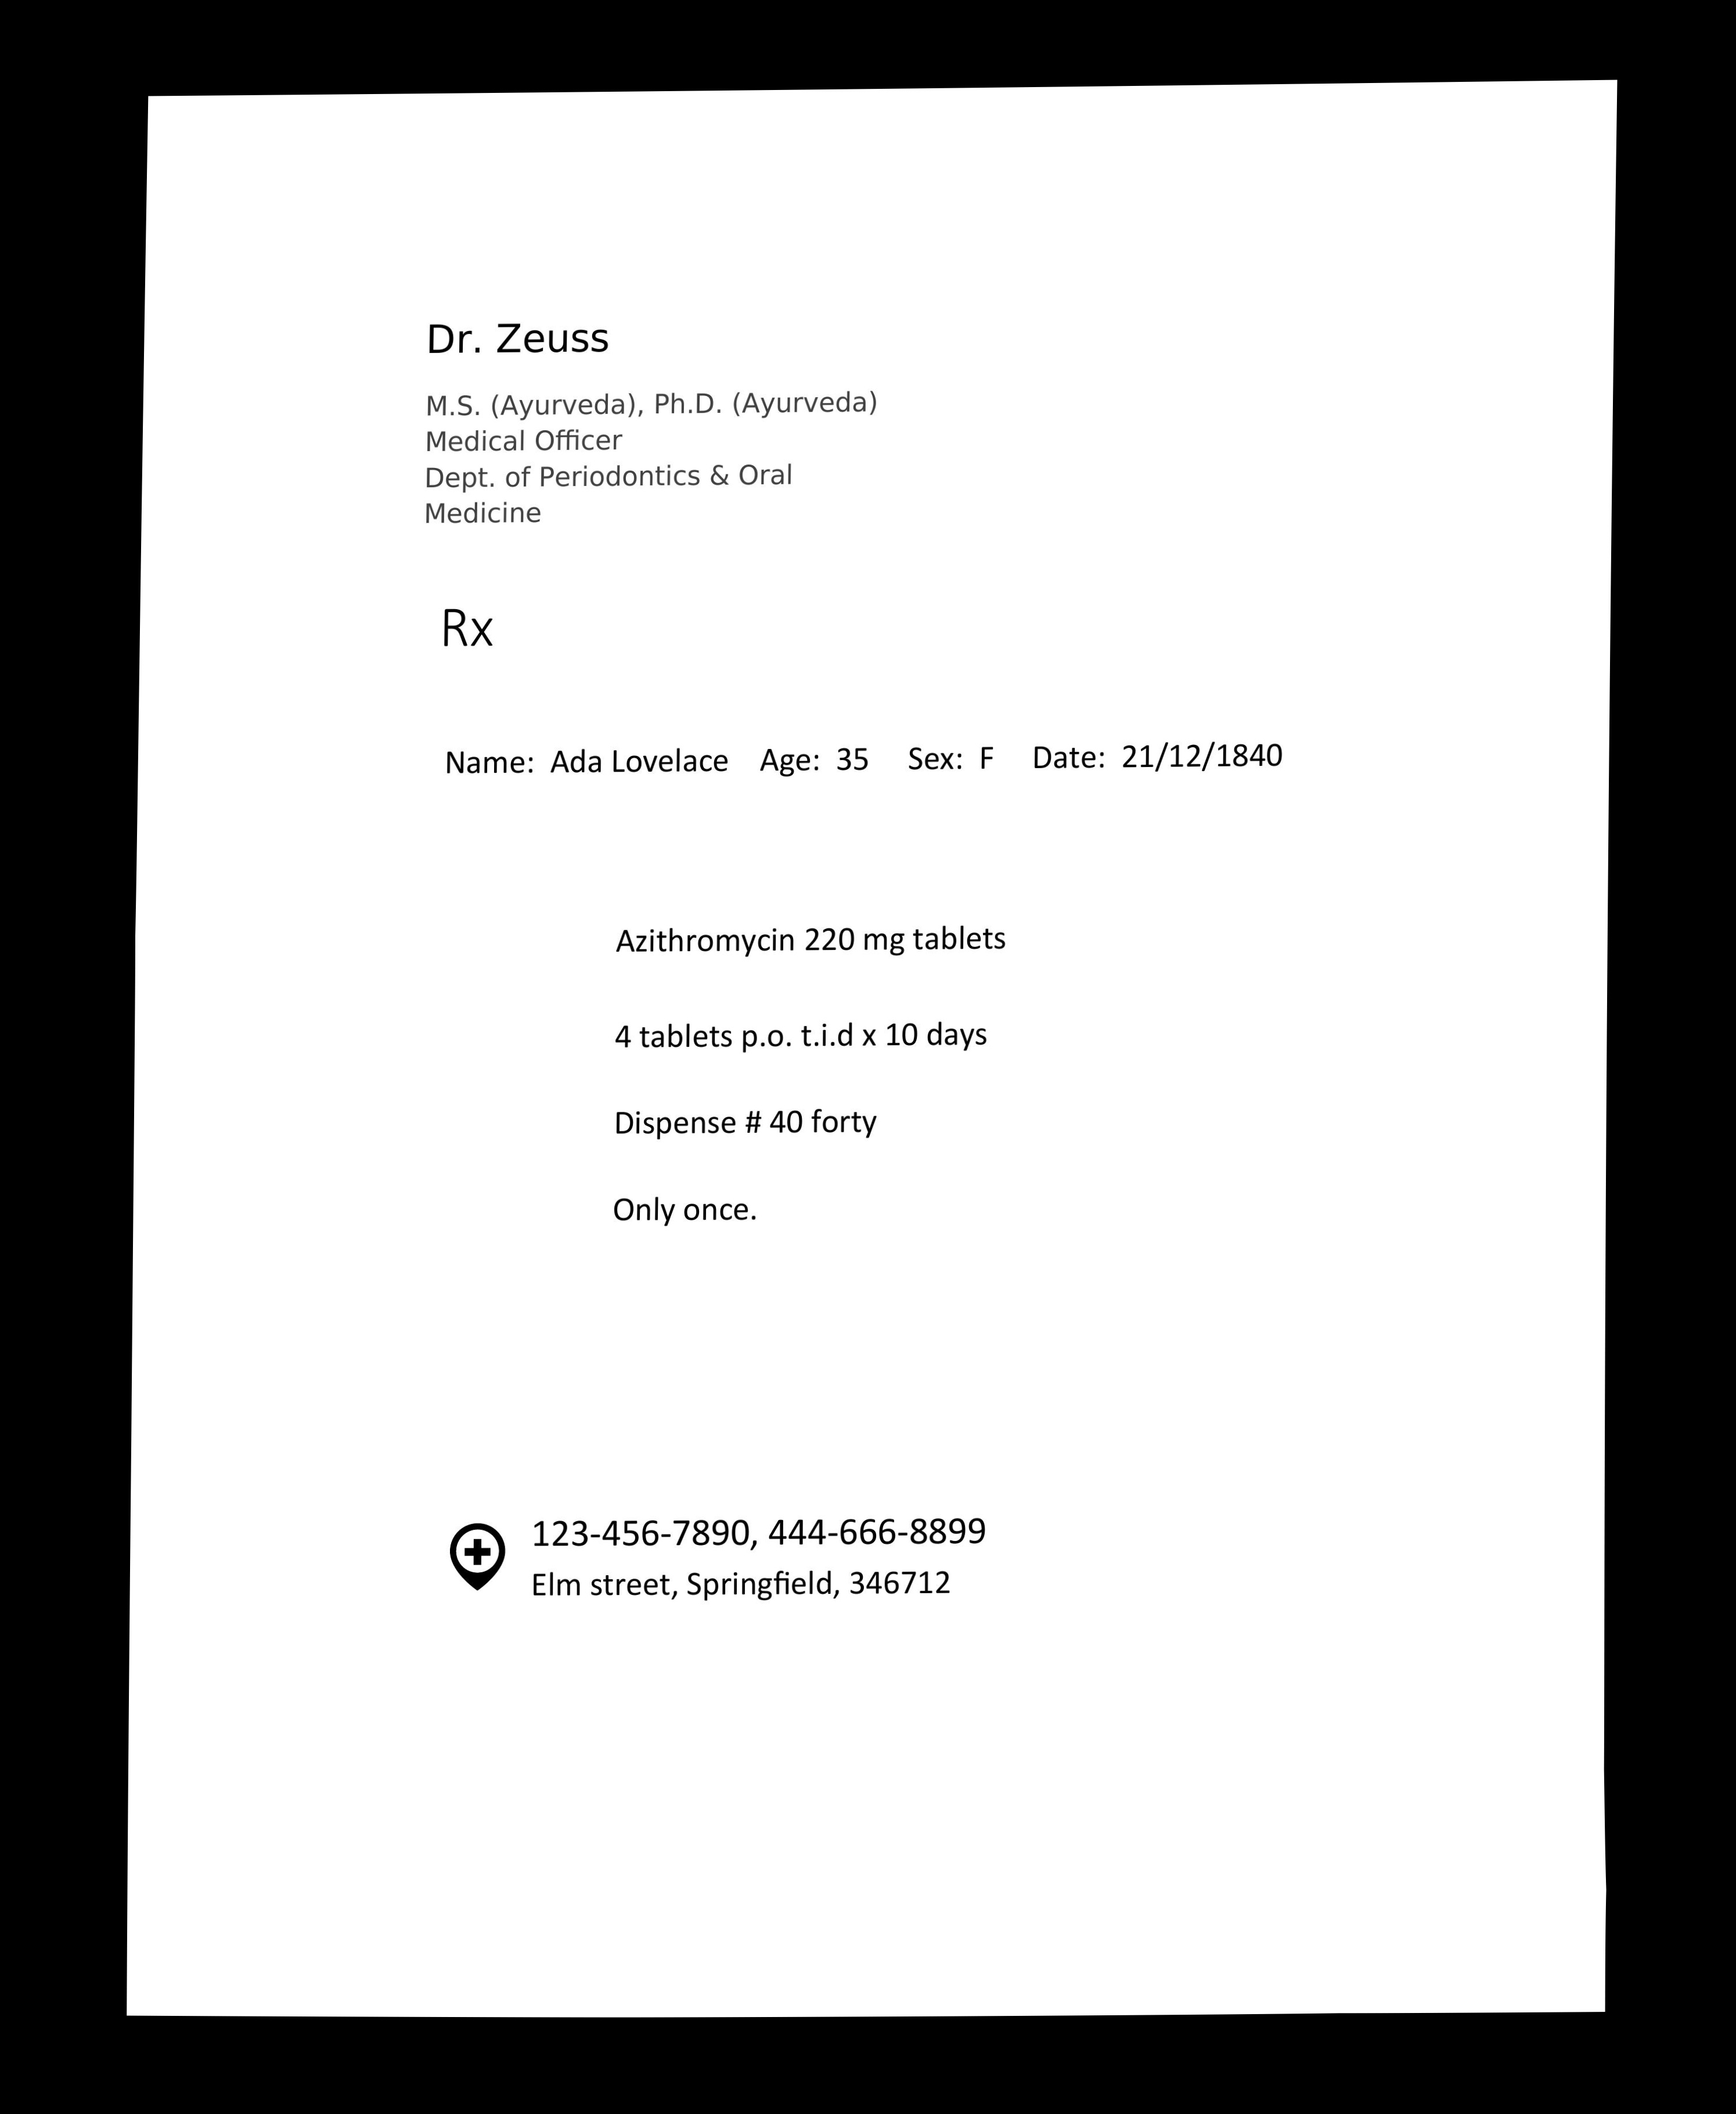 Dr. Zeuss
M.S. (Ayurveda), Ph.D. (Ayurveda)
Medical Officer
Dept. of Periodontics & Oral
Medicine
Rx
Name: Ada Lovelace Age: 35 Sex: F Date: 21/12/1840
Azithromycin 220 mg tablets
4 tablets p.o. t.i.d x 10 days
Dispense # 40 forty
Only once.
123-456-7890, 444-666-8899
Elm street, Springfield, 346712